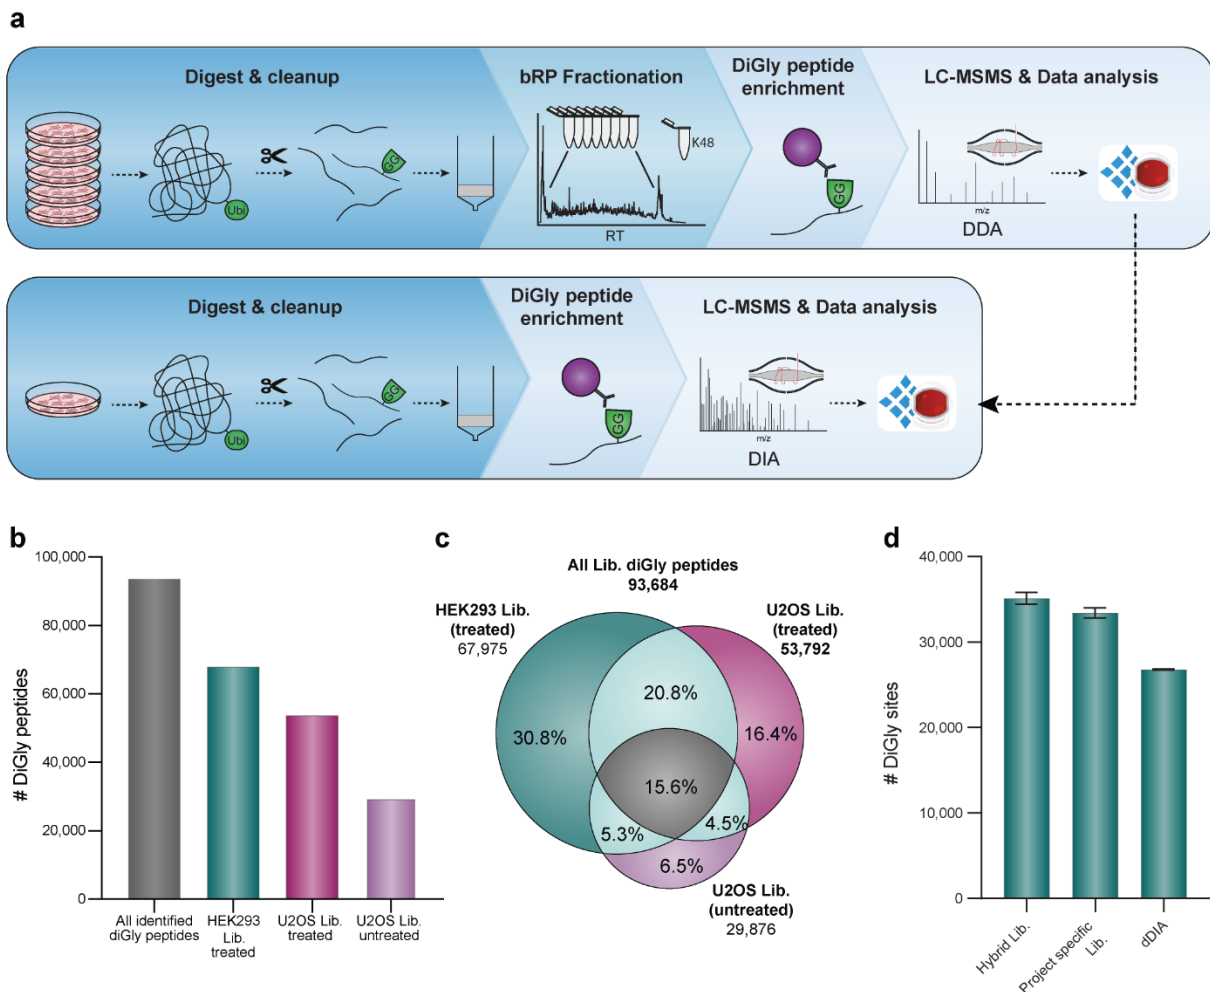 a
Digest & cleanup
bRP Fractionation
DiGly peptide
enrichment
LC-MSMS & Data analysis
Ubi
GG
K48
RT
GG
m/z
DDA
Digest & cleanup
DiGly peptide
enrichment
LC-MSMS & Data analysis
Ubi
GG
GG
m/z
DIA
b
# DiGly peptides
100,000
80,000
60,000
40,000
20,000
0
All identified
diGly peptides
HEK293
Lib.
treated
U2OS Lib.
treated
U2OS Lib.
untreated
c
All Lib. diGly peptides
93,684
HEK293 Lib.
(treated)
67,975
U2OS Lib.
(treated)
53,792
20.8%
30.8%
16.4%
15.6%
5.3%
4.5%
6.5%
U2OS Lib.
(untreated)
29,876
d
# DiGly sites
40,000
30,000
20,000
10,000
0
Hybrid Lib.
Project specific
Lib.
dDIA